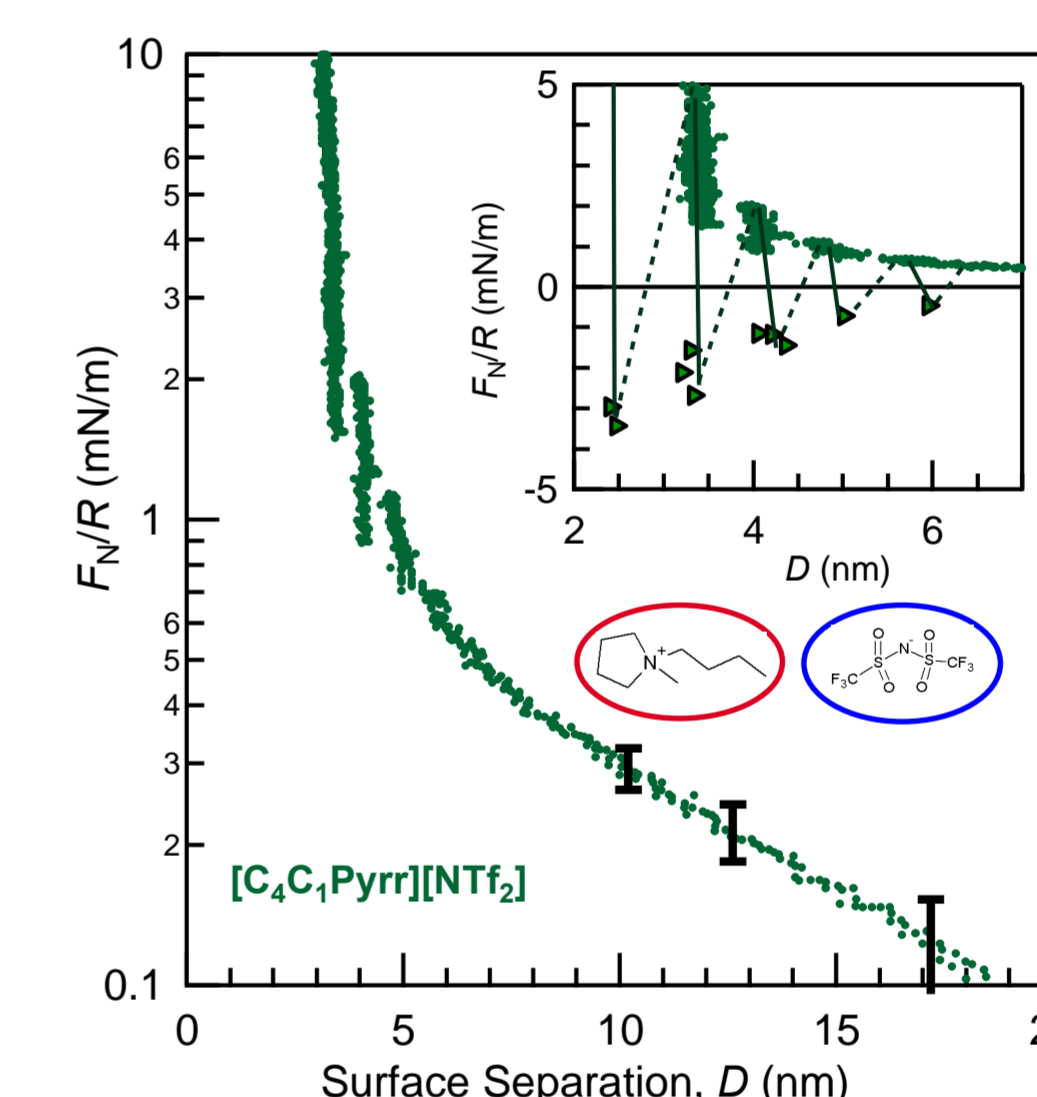 10
6
5
4
3
2
1
6
5
4
3
2
0.1
F_N/R (mN/m)
0
5
10
15
2
Surface Separation, D (nm)
[C₄C₁Pyrr][NTf₂]
5
0
-5
F_N/R (mN/m)
2
4
6
D (nm)
N⁺
O
O
S
N⁻
S
CF₃
F₃C
O
O